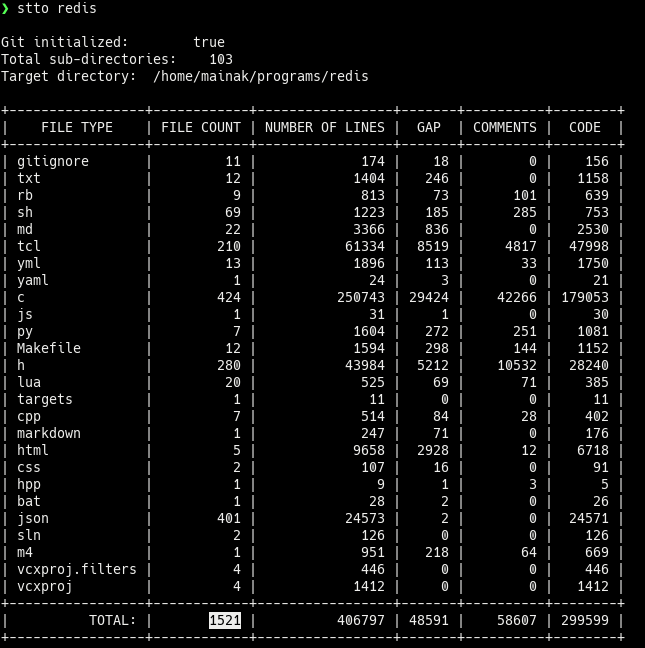 ❯ stto redis
Git initialized:        true
Total sub-directories:    103
Target directory:  /home/mainak/programs/redis
+-----------------+------------+-----------------+-------+----------+--------+
|    FILE TYPE    | FILE COUNT | NUMBER OF LINES |  GAP  | COMMENTS |  CODE  |
+-----------------+------------+-----------------+-------+----------+--------+
| gitignore       |         11 |             174 |    18 |        0 |    156 |
| txt             |         12 |            1404 |   246 |        0 |   1158 |
| rb              |          9 |             813 |    73 |      101 |    639 |
| sh              |         69 |            1223 |   185 |      285 |    753 |
| md              |         22 |            3366 |   836 |        0 |   2530 |
| tcl             |        210 |           61334 |  8519 |     4817 |  47998 |
| yml             |         13 |            1896 |   113 |       33 |   1750 |
| yaml            |          1 |              24 |     3 |        0 |     21 |
| c               |        424 |          250743 | 29424 |    42266 | 179053 |
| js              |          1 |              31 |     1 |        0 |     30 |
| py              |          7 |            1604 |   272 |      251 |   1081 |
| Makefile        |         12 |            1594 |   298 |      144 |   1152 |
| h               |        280 |           43984 |  5212 |    10532 |  28240 |
| lua             |         20 |             525 |    69 |       71 |    385 |
| targets         |          1 |              11 |     0 |        0 |     11 |
| cpp             |          7 |             514 |    84 |       28 |    402 |
| markdown        |          1 |             247 |    71 |        0 |    176 |
| html            |          5 |            9658 |  2928 |       12 |   6718 |
| css             |          2 |             107 |    16 |        0 |     91 |
| hpp             |          1 |               9 |     1 |        3 |      5 |
| bat             |          1 |              28 |     2 |        0 |     26 |
| json            |        401 |           24573 |     2 |        0 |  24571 |
| sln             |          2 |             126 |     0 |        0 |    126 |
| m4              |          1 |             951 |   218 |       64 |    669 |
| vcxproj.filters |          4 |             446 |     0 |        0 |    446 |
| vcxproj         |          4 |            1412 |     0 |        0 |   1412 |
+-----------------+------------+-----------------+-------+----------+--------+
|          TOTAL: |       1521 |          406797 | 48591 |    58607 | 299599 |
+-----------------+------------+-----------------+-------+----------+--------+